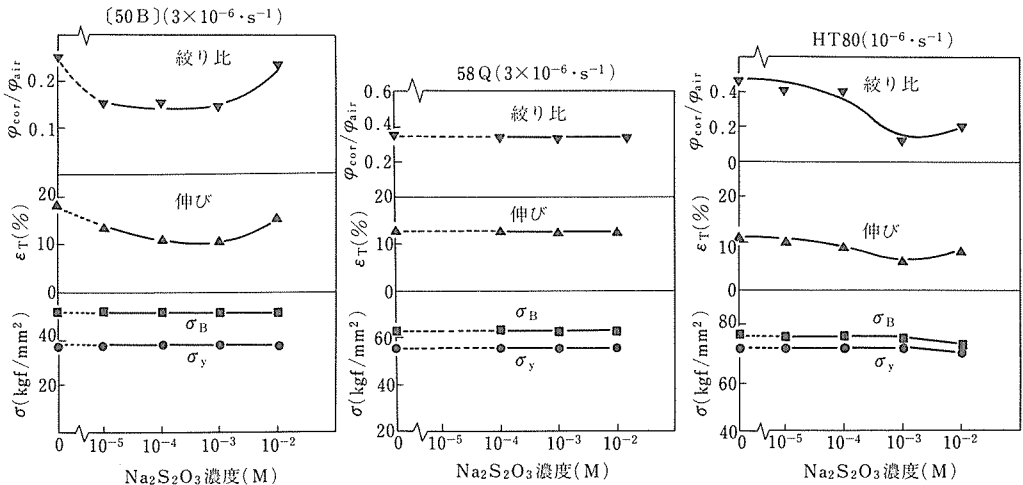 〔50B〕(3×10⁻⁶·s⁻¹)
絞り比
φcor/φair
0.2
0.1
伸び
εT(%)
20
10
0
σB
σy
σ(kgf/mm²)
40
20
0 10⁻⁵ 10⁻⁴ 10⁻³ 10⁻²
Na₂S₂O₃濃度(M)
58Q(3×10⁻⁶·s⁻¹)
絞り比
φcor/φair
0.6
0.4
0.2
伸び
εT(%)
20
10
0
σB
σy
σ(kgf/mm²)
60
40
20
0 10⁻⁵ 10⁻⁴ 10⁻³ 10⁻²
Na₂S₂O₃濃度(M)
HT80(10⁻⁶·s⁻¹)
絞り比
φcor/φair
0.4
0.2
0
伸び
εT(%)
20
10
0
σB
σy
σ(kgf/mm²)
80
60
40
0 10⁻⁵ 10⁻⁴ 10⁻³ 10⁻²
Na₂S₂O₃濃度(M)